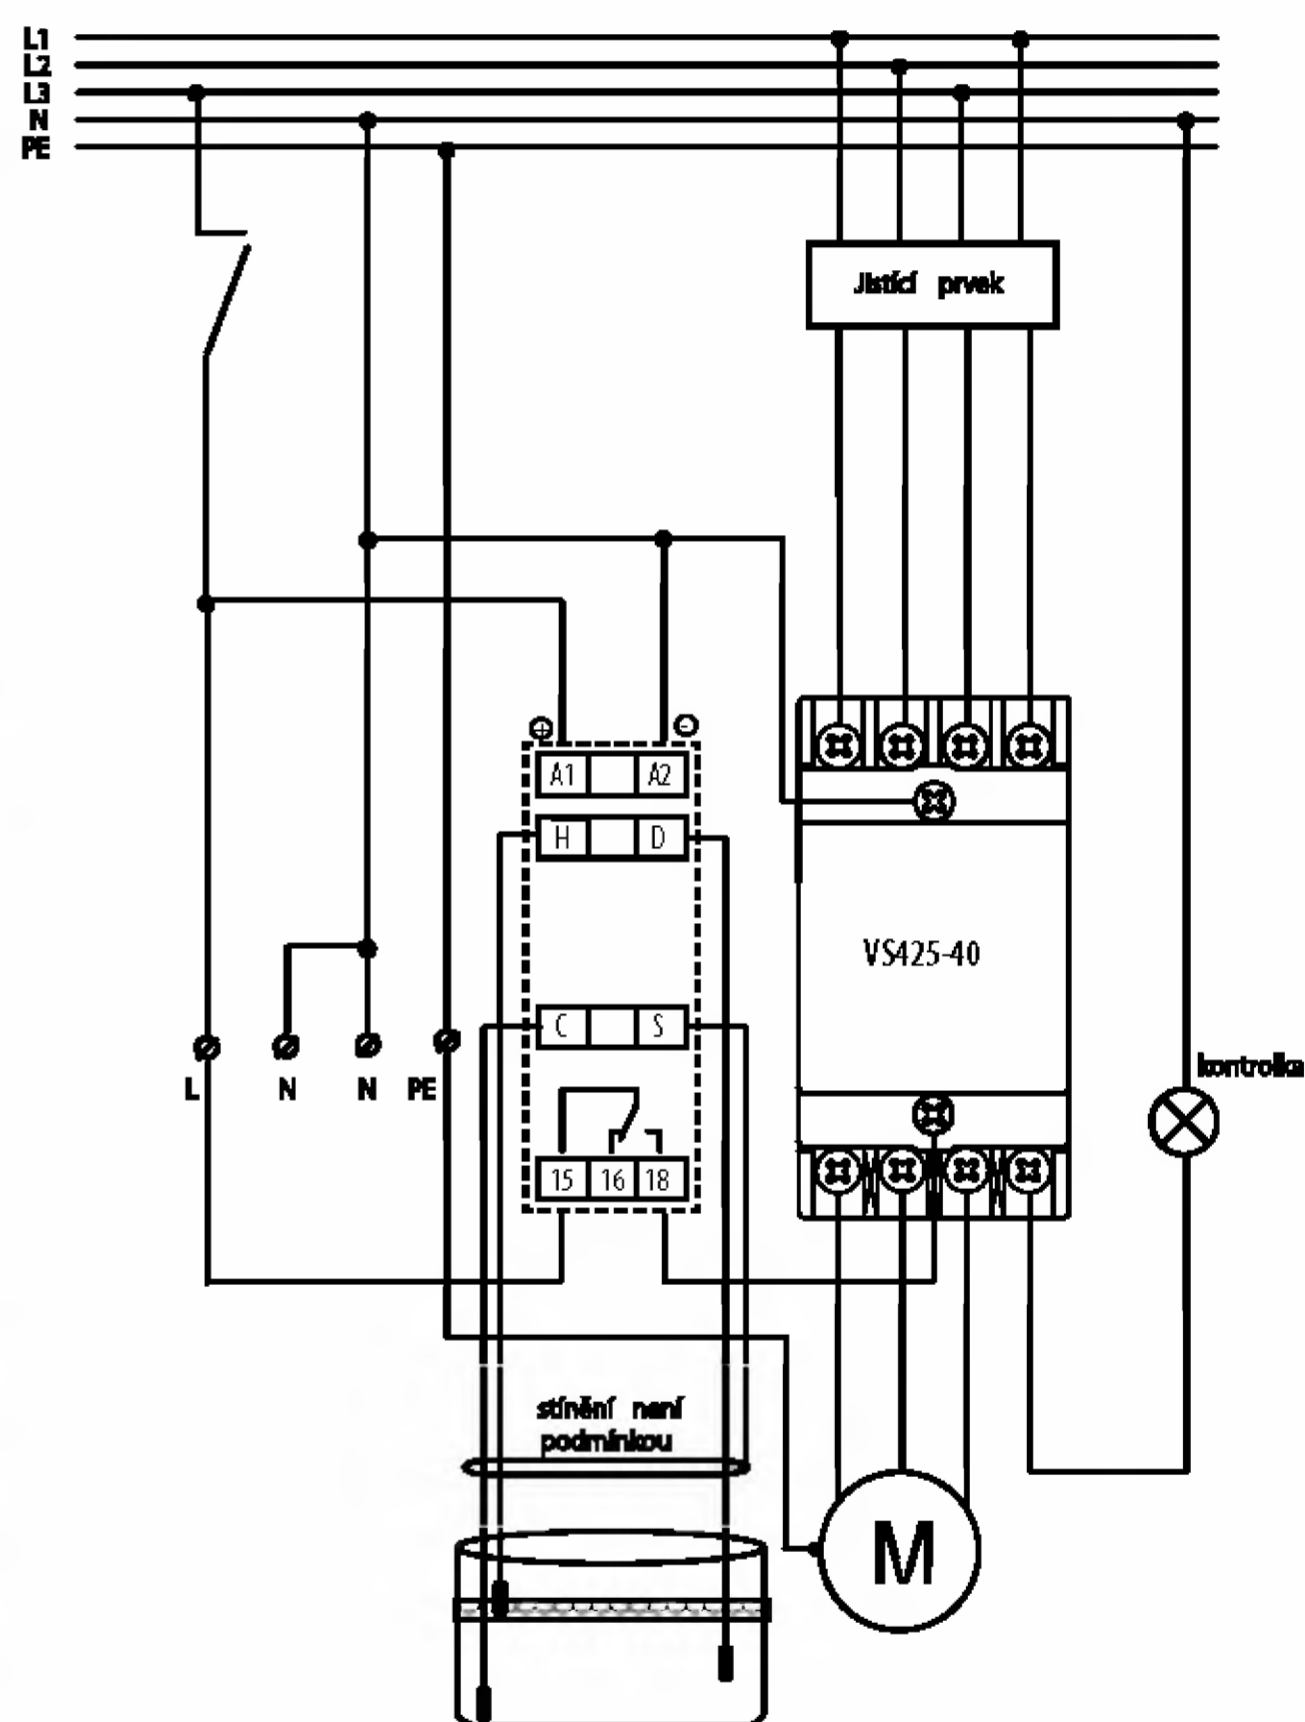 L1
L2
L3
N
PE
Jistící prvek
+
-
A1 A2
H D
VS425-40
C S
kontrolka
L N N PE
15 16 18
stínění není
podmínkou
M